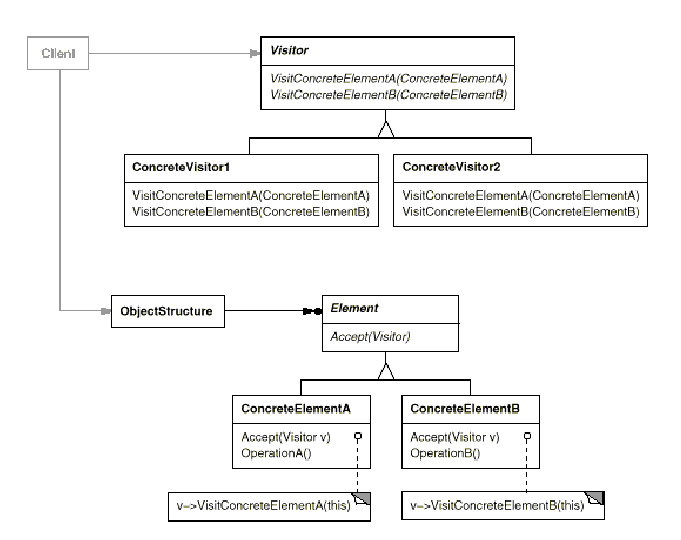 Client
Visitor
VisitConcreteElementA(ConcreteElementA)
VisitConcreteElementB(ConcreteElementB)
ConcreteVisitor1
VisitConcreteElementA(ConcreteElementA)
VisitConcreteElementB(ConcreteElementB)
ConcreteVisitor2
VisitConcreteElementA(ConcreteElementA)
VisitConcreteElementB(ConcreteElementB)
ObjectStructure
Element
Accept(Visitor)
ConcreteElementA
Accept(Visitor v)
OperationA()
ConcreteElementB
Accept(Visitor v)
OperationB()
v=>VisitConcreteElementA(this)
v=>VisitConcreteElementB(this)